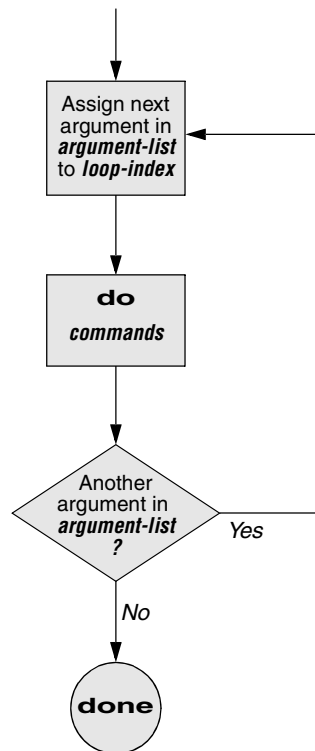 Assign next
argument in
argument-list
to loop-index
do
commands
Another
argument in
argument-list
?
Yes
No
done